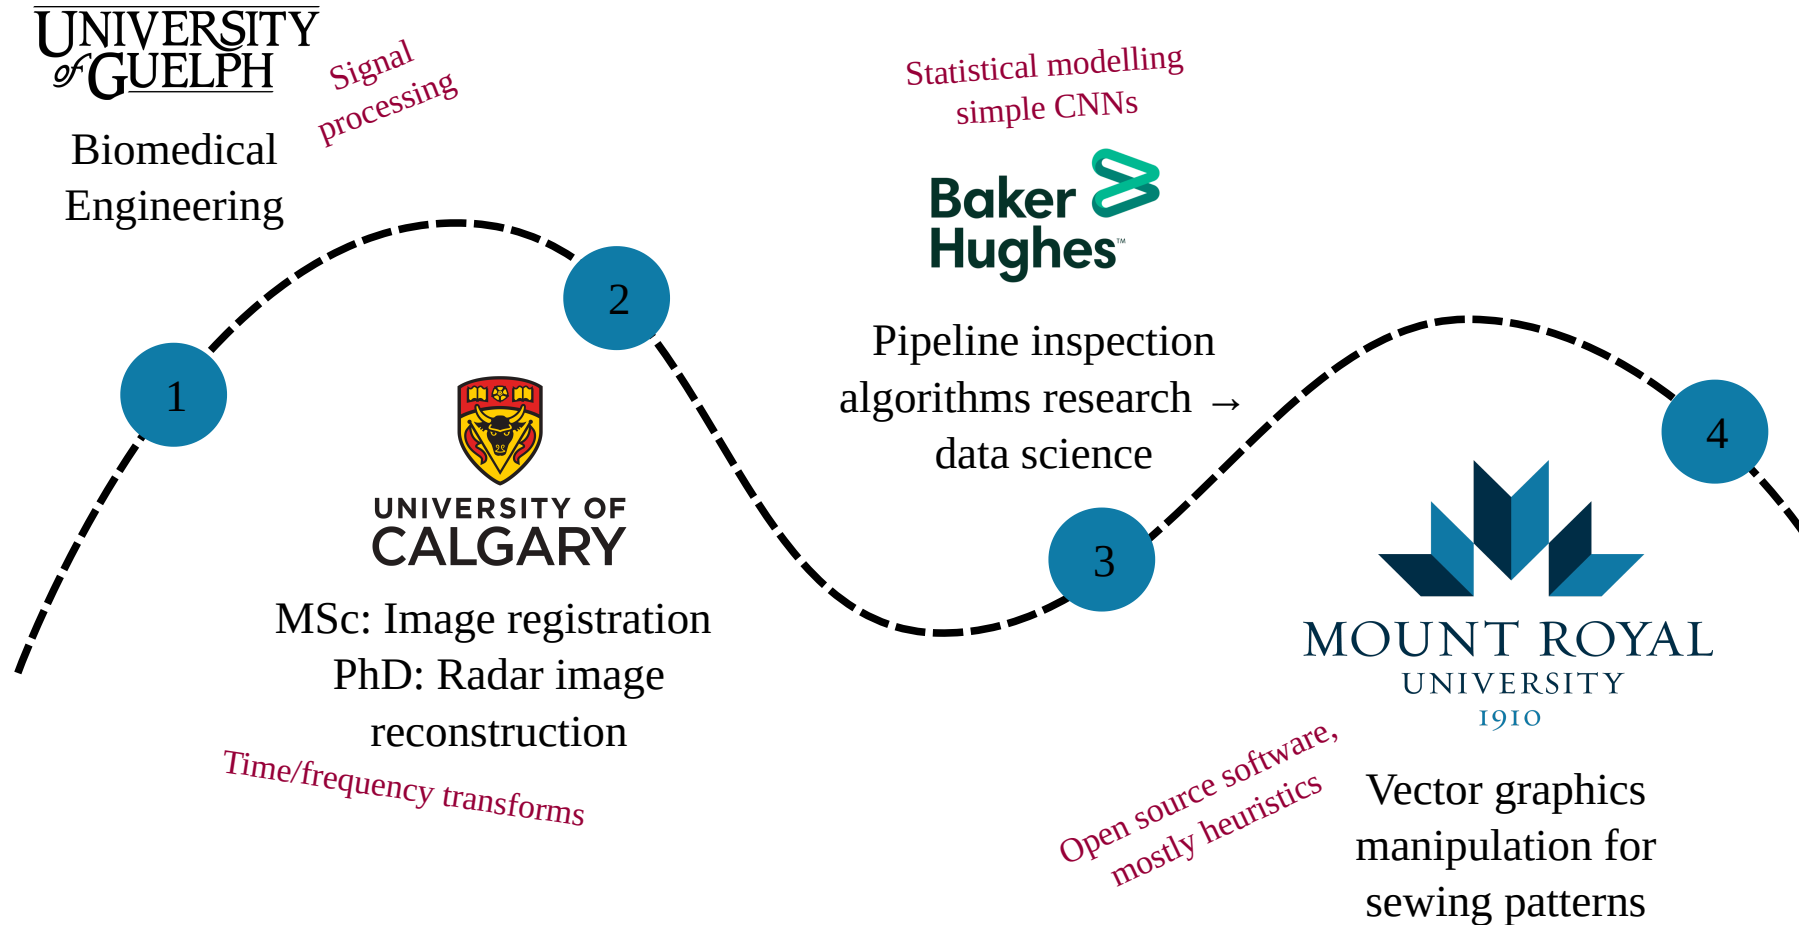 UNIVERSITY
of GUELPH
Signal
processing
Biomedical
Engineering
1
2
UNIVERSITY OF
CALGARY
MSc: Image registration
PhD: Radar image
reconstruction
Time/frequency transforms
Statistical modelling
simple CNNs
Baker
Hughes™
Pipeline inspection
algorithms research →
data science
3
4
MOUNT ROYAL
UNIVERSITY
1910
Open source software,
mostly heuristics
Vector graphics
manipulation for
sewing patterns